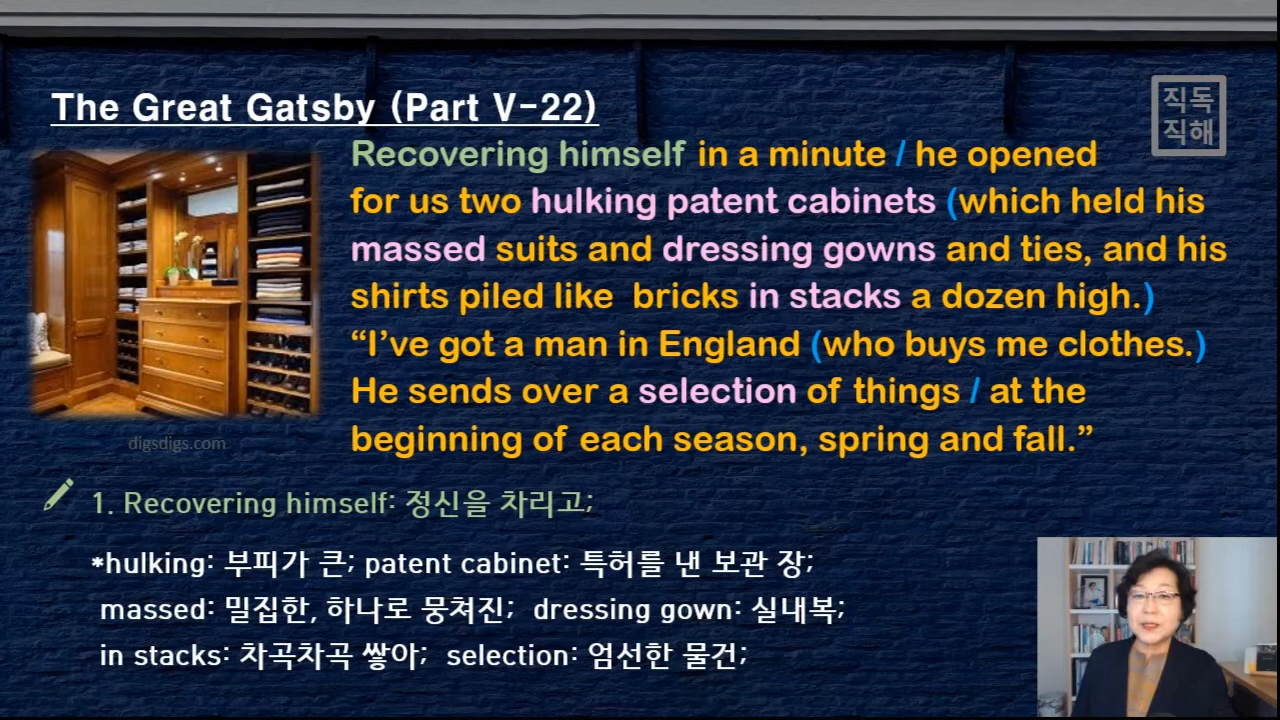 The Great Gatsby (Part V-22)
직독
직해
Recovering himself in a minute / he opened
for us two hulking patent cabinets (which held his
massed suits and dressing gowns and ties, and his
shirts piled like bricks in stacks a dozen high.)
“I’ve got a man in England (who buys me clothes.)
He sends over a selection of things / at the
beginning of each season, spring and fall.”
digsdigs.com
1. Recovering himself: 정신을 차리고;
*hulking: 부피가 큰; patent cabinet: 특허를 낸 보관 장;
massed: 밀집한, 하나로 뭉쳐진; dressing gown: 실내복;
in stacks: 차곡차곡 쌓아; selection: 엄선한 물건;